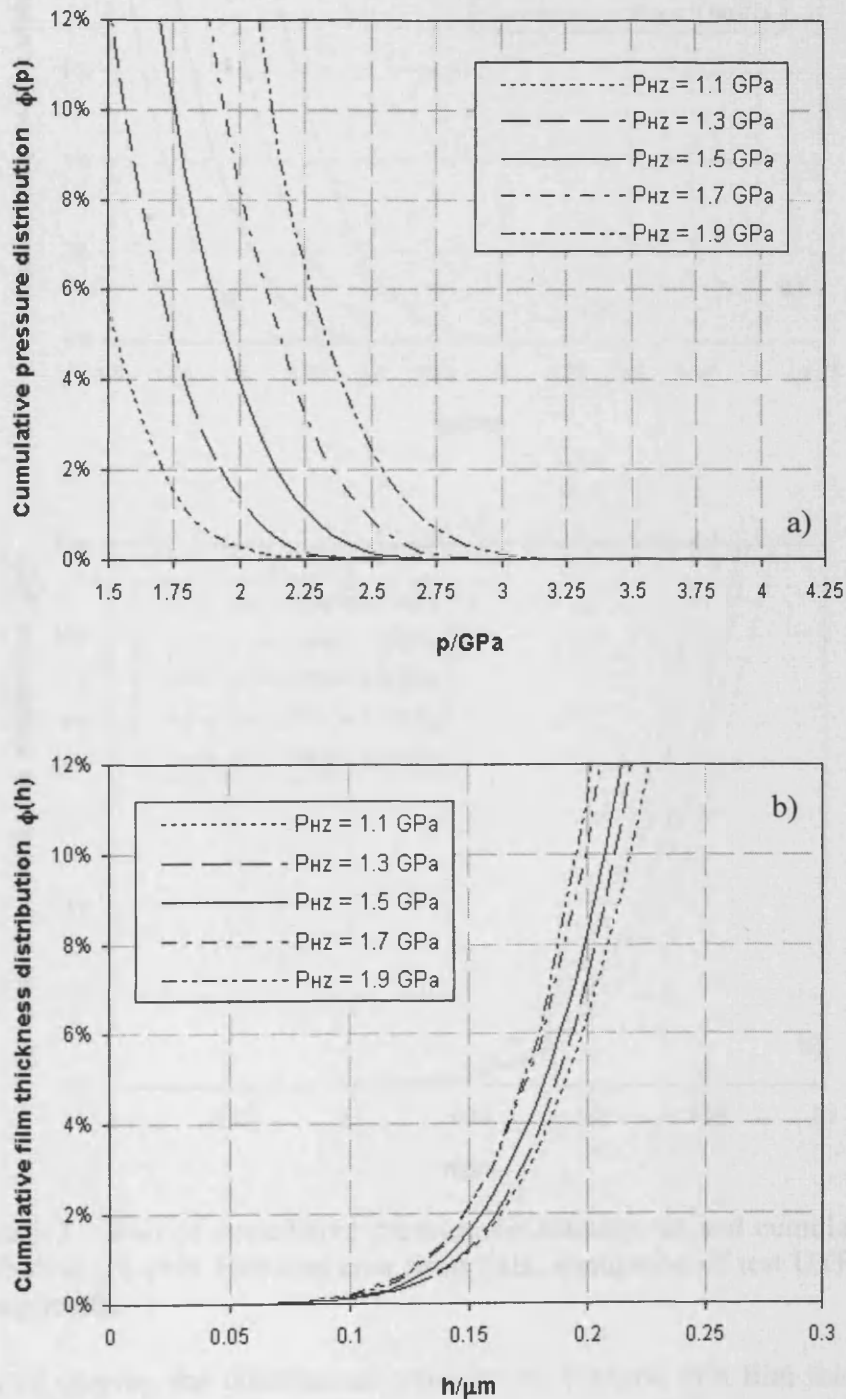 12%
10%
8%
6%
4%
2%
0%
Cumulative pressure distribution ϕ(p)
PHZ = 1.1 GPa
PHZ = 1.3 GPa
PHZ = 1.5 GPa
PHZ = 1.7 GPa
PHZ = 1.9 GPa
a)
1.5 1.75 2 2.25 2.5 2.75 3 3.25 3.5 3.75 4 4.25
p/GPa
12%
10%
8%
6%
4%
2%
0%
Cumulative film thickness distribution ϕ(h)
PHZ = 1.1 GPa
PHZ = 1.3 GPa
PHZ = 1.5 GPa
PHZ = 1.7 GPa
PHZ = 1.9 GPa
b)
0 0.05 0.1 0.15 0.2 0.25 0.3
h/μm